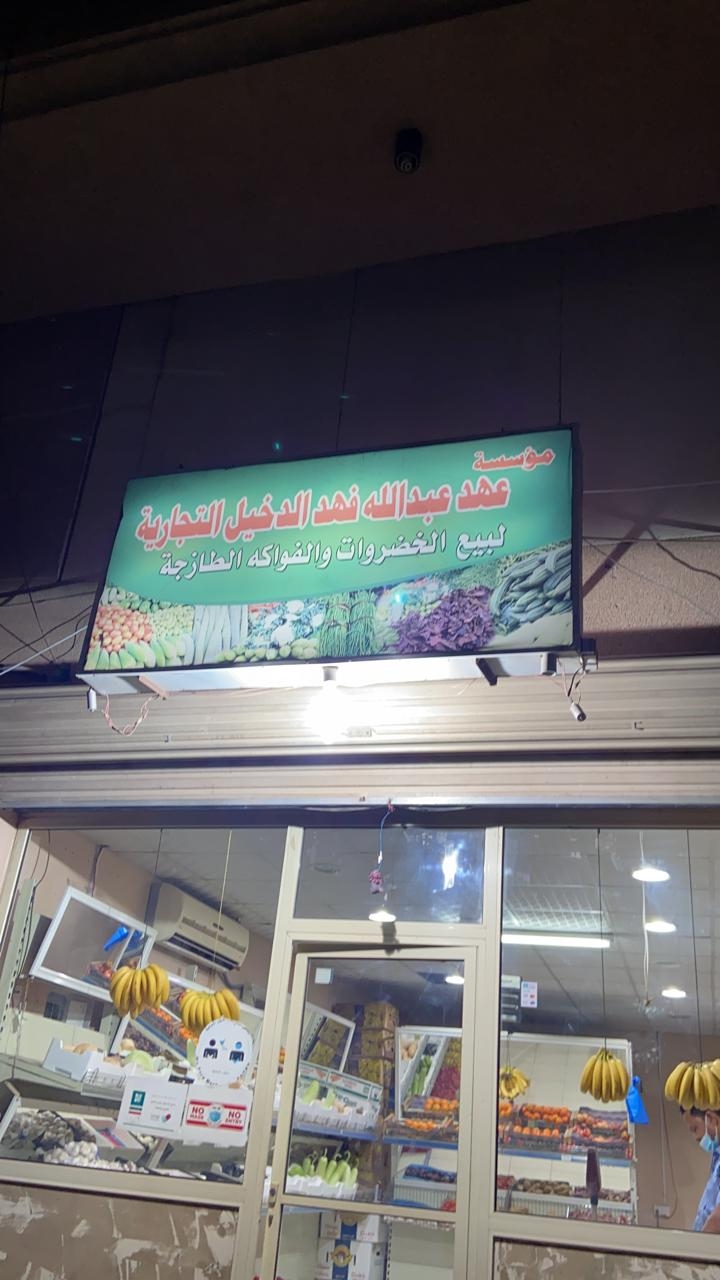 مؤسسة
عهد عبدالله فهد الدخيل التجارية
لبيع الخضروات والفواكه الطازجة
NO MASK
NO ENTRY